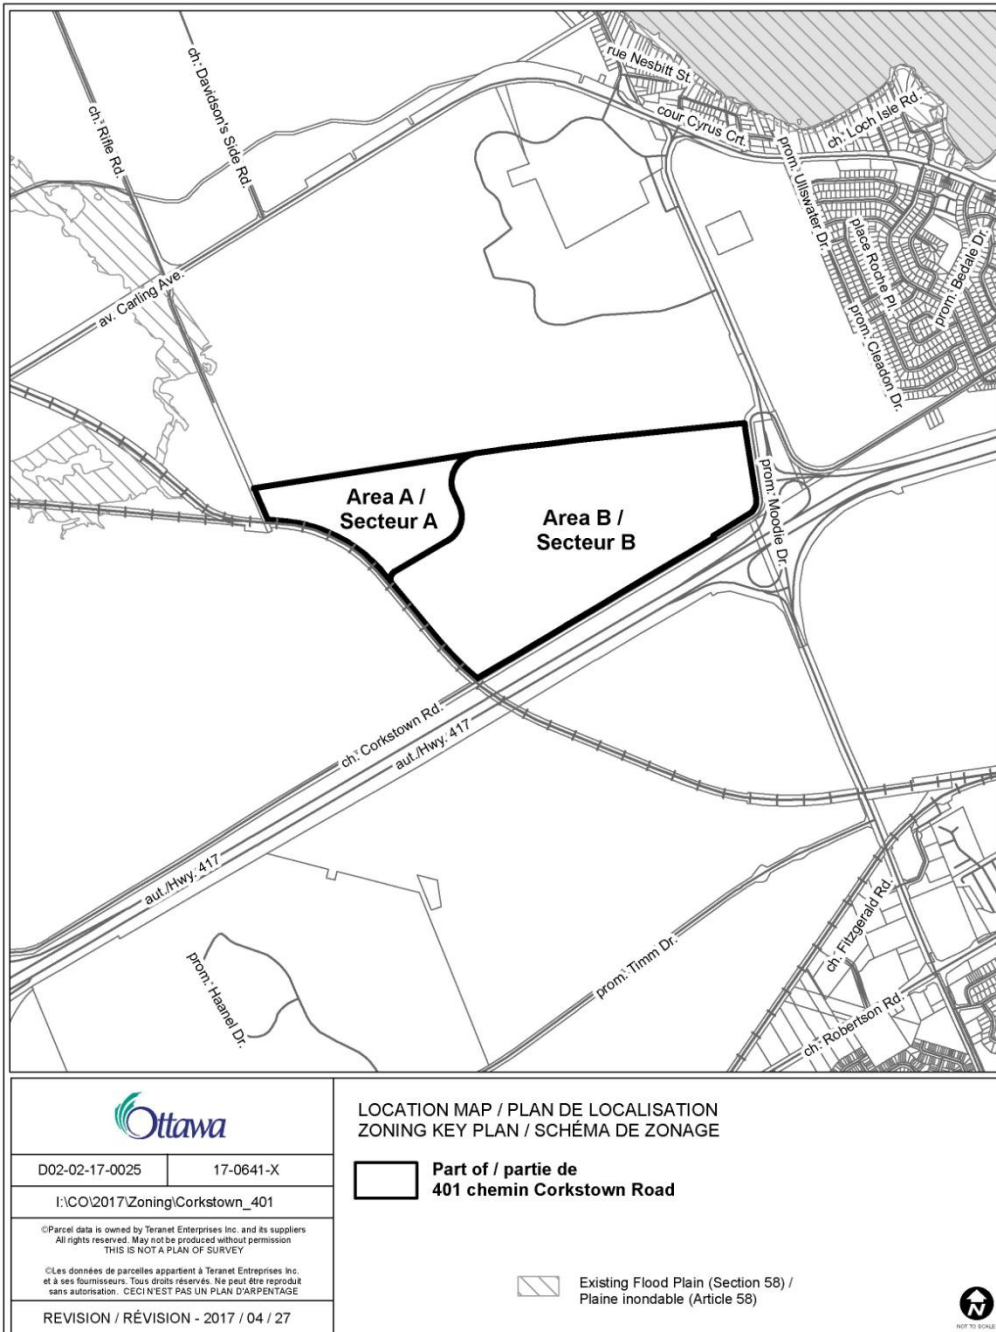 rue Nesbitt St.
ch. Davidson's Side Rd.
ch. Rifle Rd.
cour Cyrus Crt.
ch. Loch Isle Rd.
prom. Ullswater Dr.
place Roche Pl.
prom. Bedale Dr.
av. Carling Ave.
prom. Cleadon Dr.
Area A /
Secteur A
Area B /
Secteur B
prom. Moodie Dr.
ch. Corkstown Rd.
aut./Hwy. 417
aut./Hwy. 417
ch. Fitzgerald Rd.
prom. Timm Dr.
prom. Haanel Dr.
ch. Robertson Rd.
Ottawa
D02-02-17-0025
17-0641-X
I:\CO\2017\Zoning\Corkstown_401
©Parcel data is owned by Teranet Enterprises Inc. and its suppliers
All rights reserved. May not be produced without permission
THIS IS NOT A PLAN OF SURVEY
©Les données de parcelles appartient à Teranet Entreprises Inc.
et à ses fournisseurs. Tous droits réservés. Ne peut être reproduit
sans autorisation. CECI N'EST PAS UN PLAN D'ARPENTAGE
REVISION / RÉVISION - 2017 / 04 / 27
LOCATION MAP / PLAN DE LOCALISATION
ZONING KEY PLAN / SCHÉMA DE ZONAGE
Part of / partie de
401 chemin Corkstown Road
Existing Flood Plain (Section 58) /
Plaine inondable (Article 58)
N
NOT TO SCALE